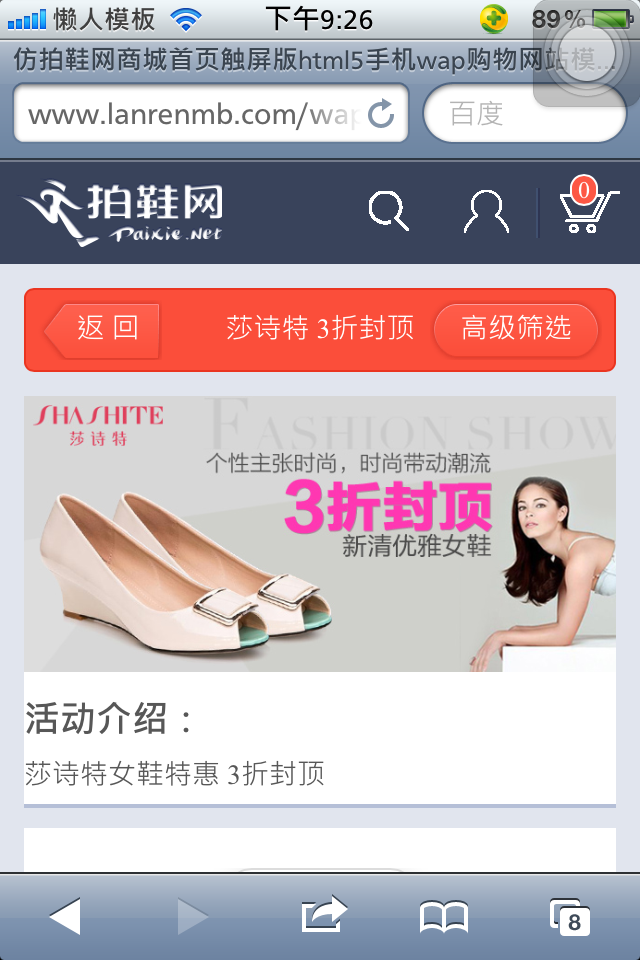 懒人模板 下午9:26 89%
仿拍鞋网商城首页触屏版html5手机wap购物网站模...
www.lanrenmb.com/wap 百度
拍鞋网
Paixie.Net
0
返 回 莎诗特 3折封顶 高级筛选
SHASHITE
莎诗特
FASHION SHOW
个性主张时尚，时尚带动潮流
3折封顶
新清优雅女鞋
活动介绍：
莎诗特女鞋特惠 3折封顶
8